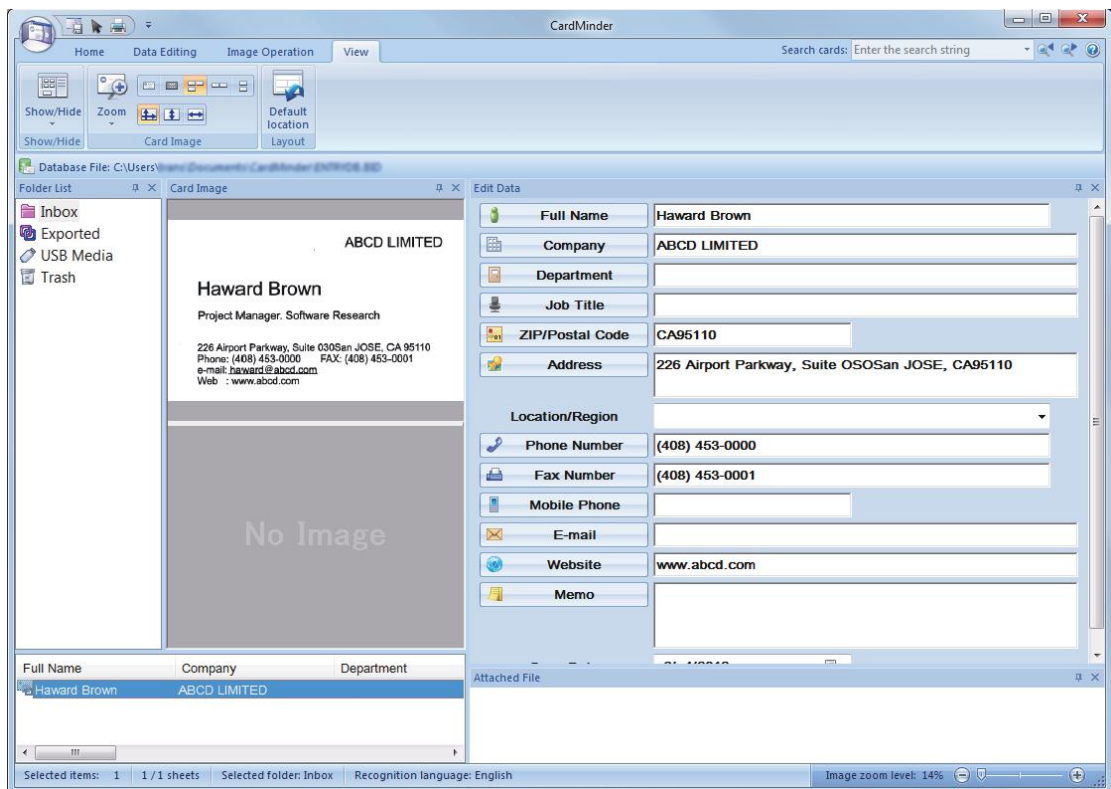 CardMinder
Home Data Editing Image Operation View
Search cards: Enter the search string
Show/Hide Zoom Default location
Show/Hide Card Image Layout
Database File: C:\Users\
Folder List
Inbox
Exported
USB Media
Trash
Card Image
ABCD LIMITED
Haward Brown
Project Manager. Software Research
226 Airport Parkway, Suite 030San JOSE, CA 95110
Phone: (408) 453-0000 FAX: (408) 453-0001
e-mail: haward@abcd.com
Web : www.abcd.com
No Image
Edit Data
Full Name Haward Brown
Company ABCD LIMITED
Department
Job Title
ZIP/Postal Code CA95110
Address 226 Airport Parkway, Suite OSOSan JOSE, CA95110
Location/Region
Phone Number (408) 453-0000
Fax Number (408) 453-0001
Mobile Phone
E-mail
Website www.abcd.com
Memo
Full Name Company Department
Haward Brown ABCD LIMITED
Attached File
Selected items: 1 1 / 1 sheets Selected folder: Inbox Recognition language: English Image zoom level: 14%